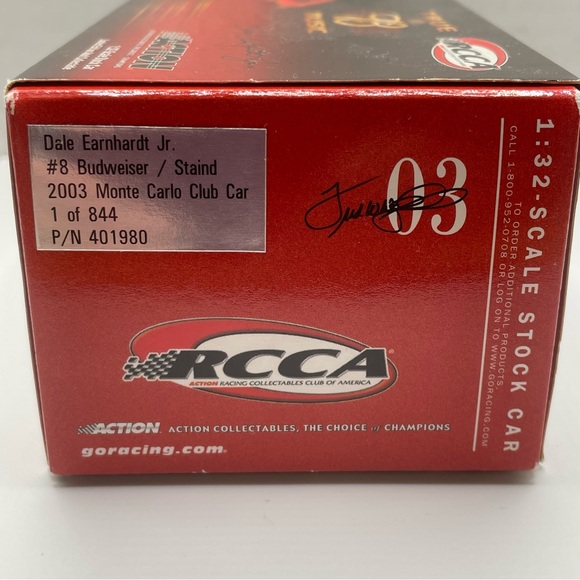 ACTION
RCCA
Dale Earnhardt Jr.
#8 Budweiser / Staind
2003 Monte Carlo Club Car
1 of 844
P/N 401980
03
1:32-SCALE STOCK CAR
CALL 1-800-952-0708 OR LOG ON TO WWW.GORACING.COM
TO ORDER ADDITIONAL PRODUCTS.
RCCA
ACTION RACING COLLECTABLES CLUB OF AMERICA
ACTION ACTION COLLECTABLES, THE CHOICE of CHAMPIONS
goracing.com